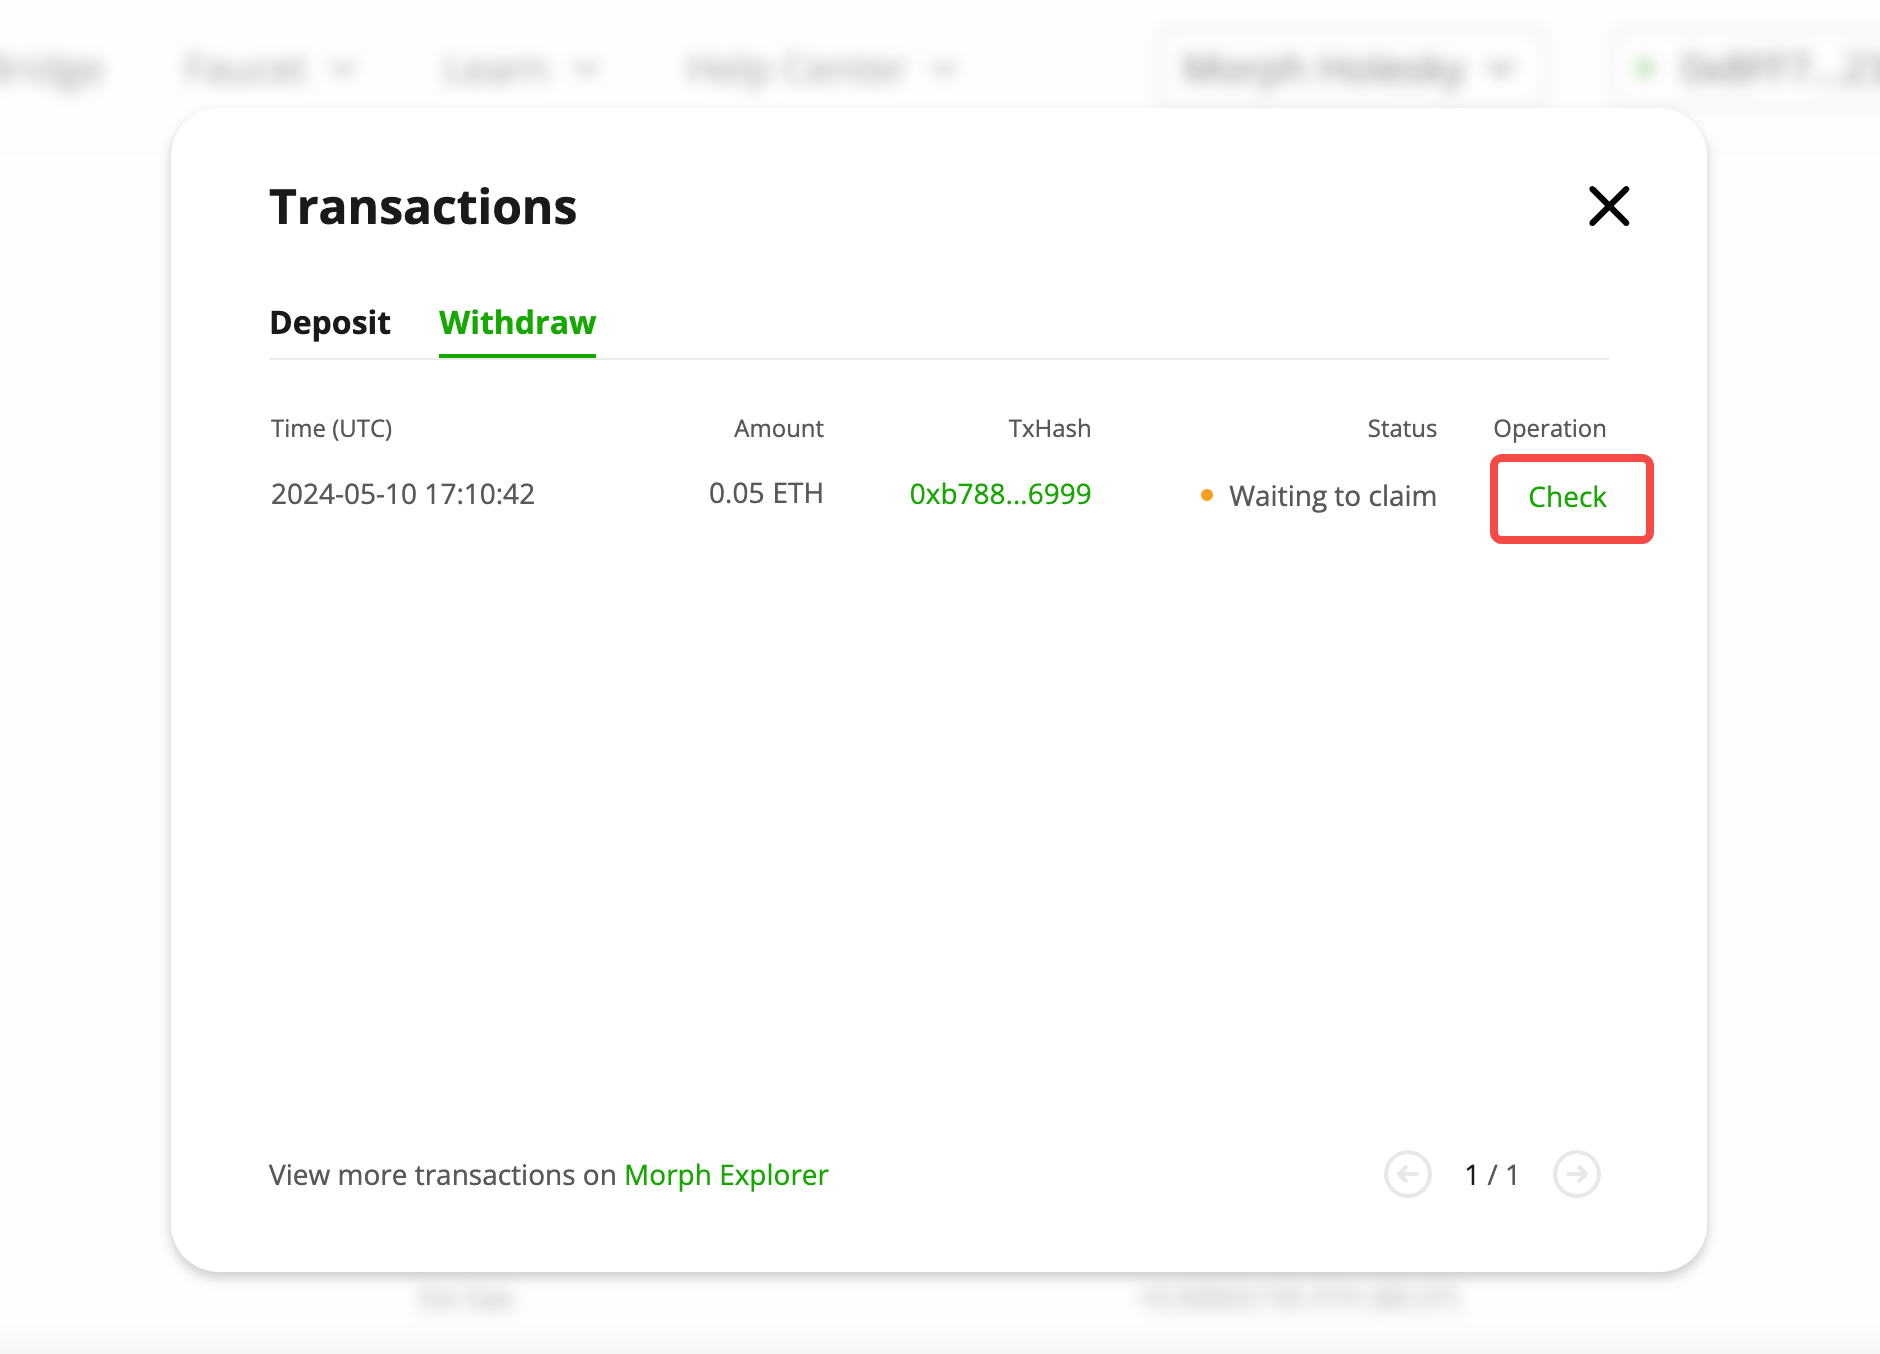 Faucet Learn Help Center Morph Holesky
Transactions
Deposit Withdraw
Time (UTC) Amount TxHash Status Operation
2024-05-10 17:10:42 0.05 ETH 0xb788...6999 Waiting to claim Check
View more transactions on Morph Explorer 1 / 1